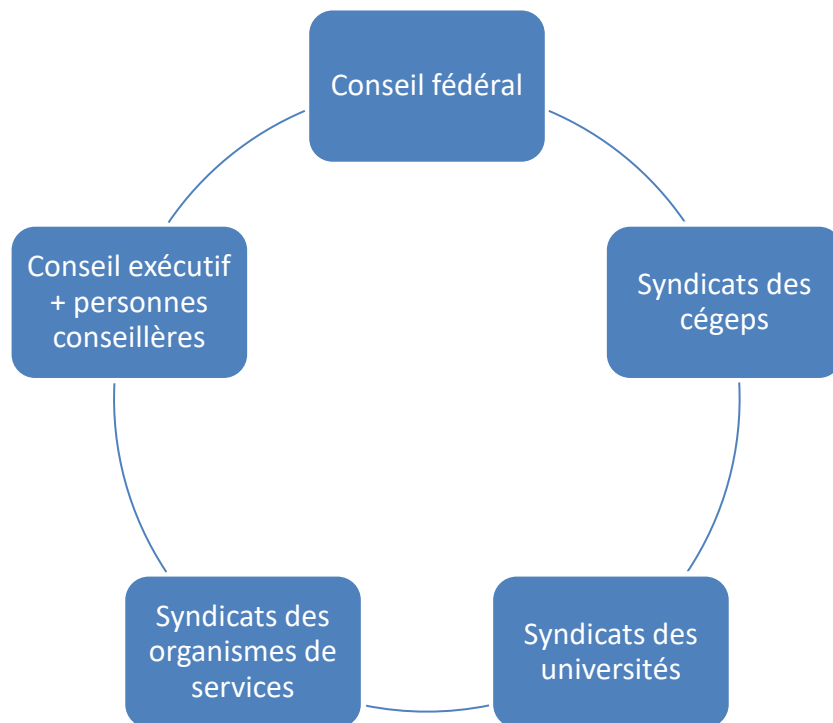 Conseil fédéral
Syndicats des
cégeps
Syndicats des
universités
Syndicats des
organismes de
services
Conseil exécutif
+ personnes
conseillères